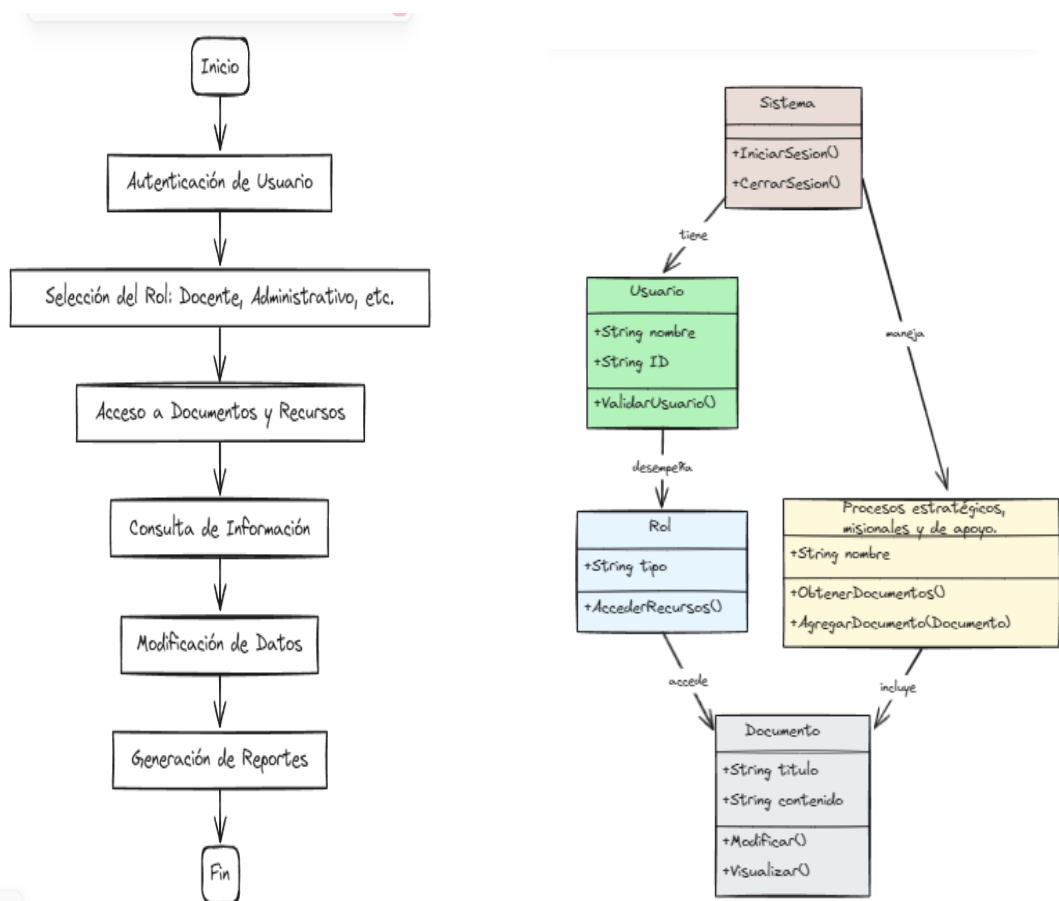 Inicio
Autenticación de Usuario
Selección del Rol: Docente, Administrativo, etc.
Acceso a Documentos y Recursos
Consulta de Información
Modificación de Datos
Generación de Reportes
Fin
Sistema
+IniciarSesion()
+CerrarSesion()
tiene
maneja
Usuario
+String nombre
+String ID
+ValidarUsuario()
desempeña
Rol
+String tipo
+AccederRecursos()
Procesos estratégicos,
misionales y de apoyo.
+String nombre
+ObtenerDocumentos()
+AgregarDocumento(Documento)
accede
incluye
Documento
+String titulo
+String contenido
+Modificar()
+Visualizar()